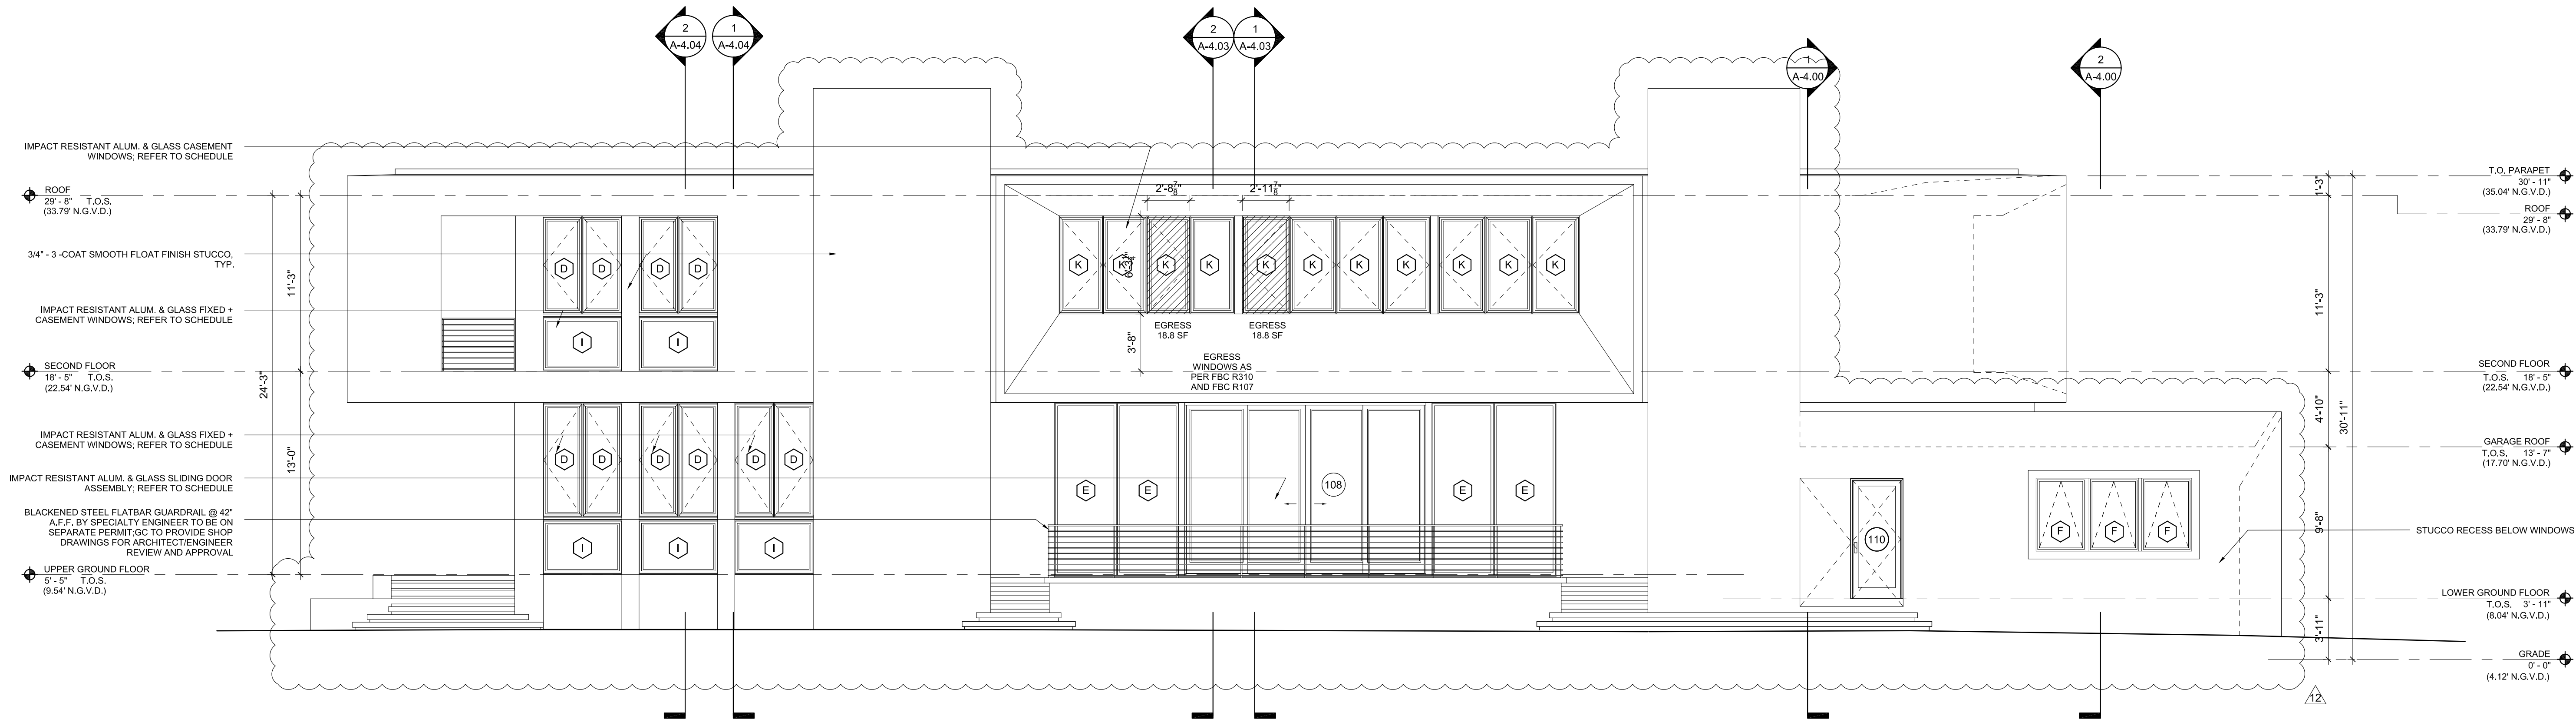 2
A-4.04
1
A-4.04
2
A-4.03
1
A-4.03
1
A-4.00
2
A-4.00
IMPACT RESISTANT ALUM. & GLASS CASEMENT
WINDOWS; REFER TO SCHEDULE
ROOF
29' - 8" T.O.S.
(33.79' N.G.V.D.)
3/4" - 3 -COAT SMOOTH FLOAT FINISH STUCCO,
TYP.
IMPACT RESISTANT ALUM. & GLASS FIXED +
CASEMENT WINDOWS; REFER TO SCHEDULE
SECOND FLOOR
18' - 5" T.O.S.
(22.54' N.G.V.D.)
IMPACT RESISTANT ALUM. & GLASS FIXED +
CASEMENT WINDOWS; REFER TO SCHEDULE
IMPACT RESISTANT ALUM. & GLASS SLIDING DOOR
ASSEMBLY; REFER TO SCHEDULE
BLACKENED STEEL FLATBAR GUARDRAIL @ 42"
A.F.F. BY SPECIALTY ENGINEER TO BE ON
SEPARATE PERMIT;GC TO PROVIDE SHOP
DRAWINGS FOR ARCHITECT/ENGINEER
REVIEW AND APPROVAL
UPPER GROUND FLOOR
5' - 5" T.O.S.
(9.54' N.G.V.D.)
11'-3"
24'-3"
13'-0"
D D D D
I I
D D D D D D
I I I
2'-8 7/8" 2'-11 7/8"
K K K K K K K K K K K
EGRESS
18.8 SF
EGRESS
18.8 SF
3'-8"
EGRESS
WINDOWS AS
PER FBC R310
AND FBC R107
E E E E
108
110
F F F
T.O. PARAPET
30' - 11"
(35.04' N.G.V.D.)
ROOF
29' - 8"
(33.79' N.G.V.D.)
SECOND FLOOR
T.O.S. 18' - 5"
(22.54' N.G.V.D.)
GARAGE ROOF
T.O.S. 13' - 7"
(17.70' N.G.V.D.)
STUCCO RECESS BELOW WINDOWS
LOWER GROUND FLOOR
T.O.S. 3' - 11"
(8.04' N.G.V.D.)
GRADE
0' - 0"
(4.12' N.G.V.D.)
1'-3"
11'-3"
4'-10"
30'-11"
9'-8"
3'-11"
12